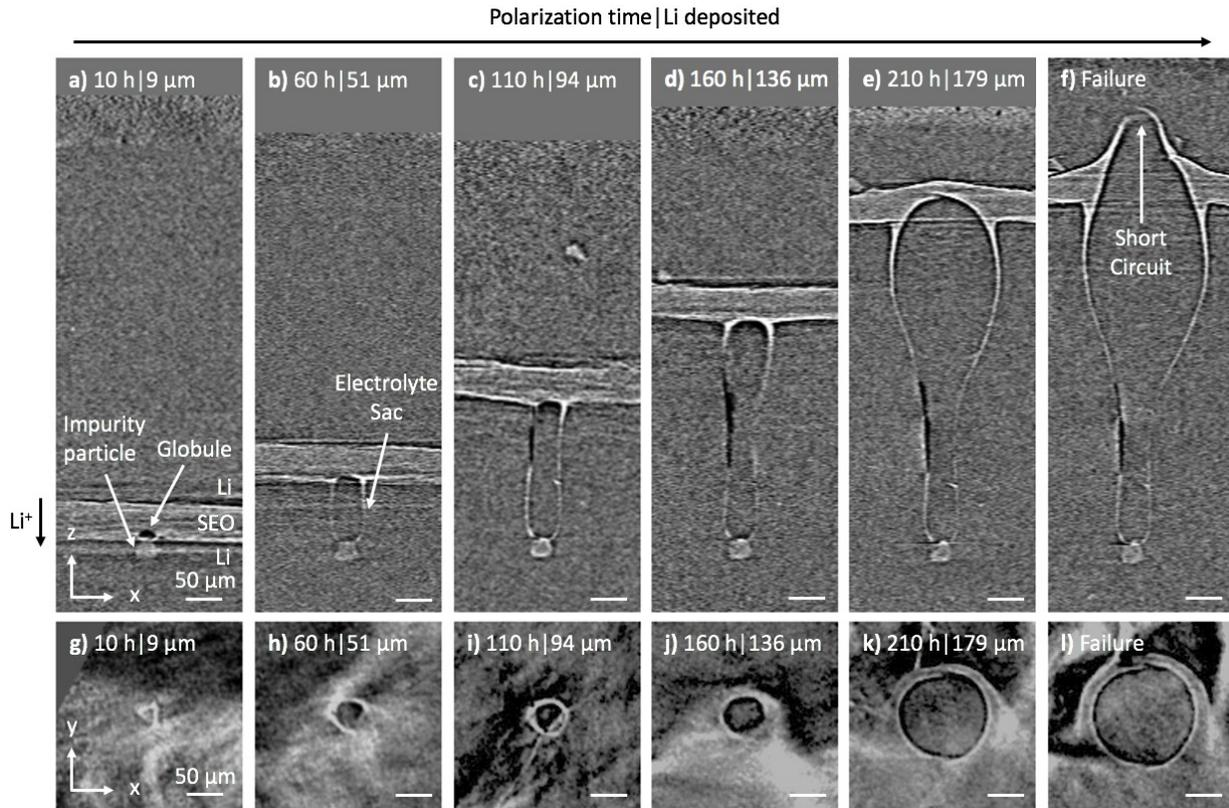 Polarization time|Li deposited
a) 10 h|9 μm
b) 60 h|51 μm
c) 110 h|94 μm
d) 160 h|136 μm
e) 210 h|179 μm
f) Failure
Short
Circuit
Electrolyte
Sac
Impurity
particle
Globule
Li
Li⁺
SEO
z
Li
50 μm
x
g) 10 h|9 μm
h) 60 h|51 μm
i) 110 h|94 μm
j) 160 h|136 μm
k) 210 h|179 μm
l) Failure
y
50 μm
x